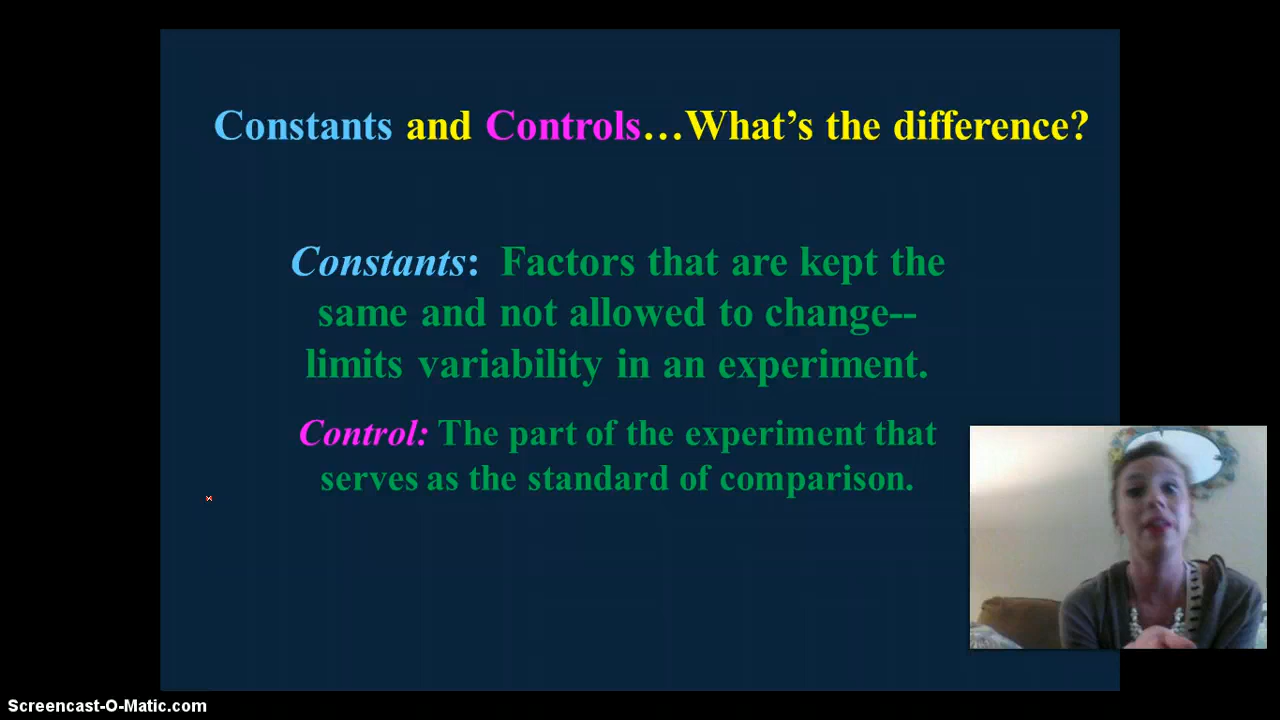 Constants and Controls…What's the difference?
Constants: Factors that are kept the
same and not allowed to change--
limits variability in an experiment.
Control: The part of the experiment that
serves as the standard of comparison.
Screencast-O-Matic.com